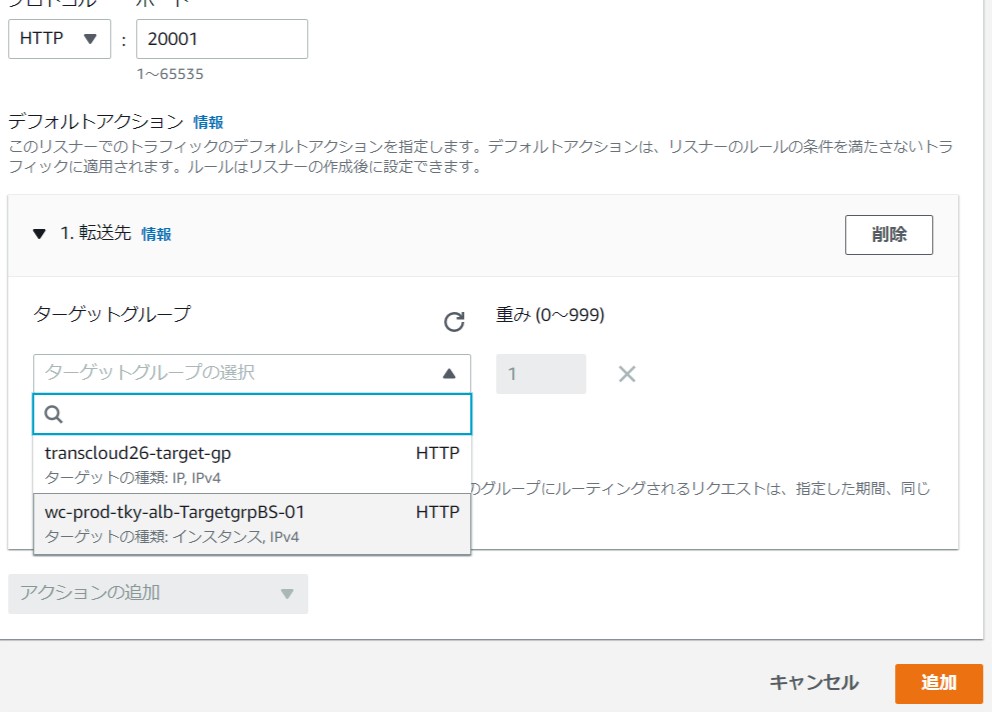 プロトコル ポート
HTTP : 20001
1～65535
デフォルトアクション 情報
このリスナーでのトラフィックのデフォルトアクションを指定します。デフォルトアクションは、リスナーのルールの条件を満たさないトラ
フィックに適用されます。ルールはリスナーの作成後に設定できます。
1. 転送先 情報
削除
ターゲットグループ
重み (0～999)
ターゲットグループの選択
1
transcloud26-target-gp HTTP
ターゲットの種類: IP, IPv4
のグループにルーティングされるリクエストは、指定した期間、同じ
wc-prod-tky-alb-TargetgrpBS-01 HTTP
ターゲットの種類: インスタンス, IPv4
アクションの追加
キャンセル 追加